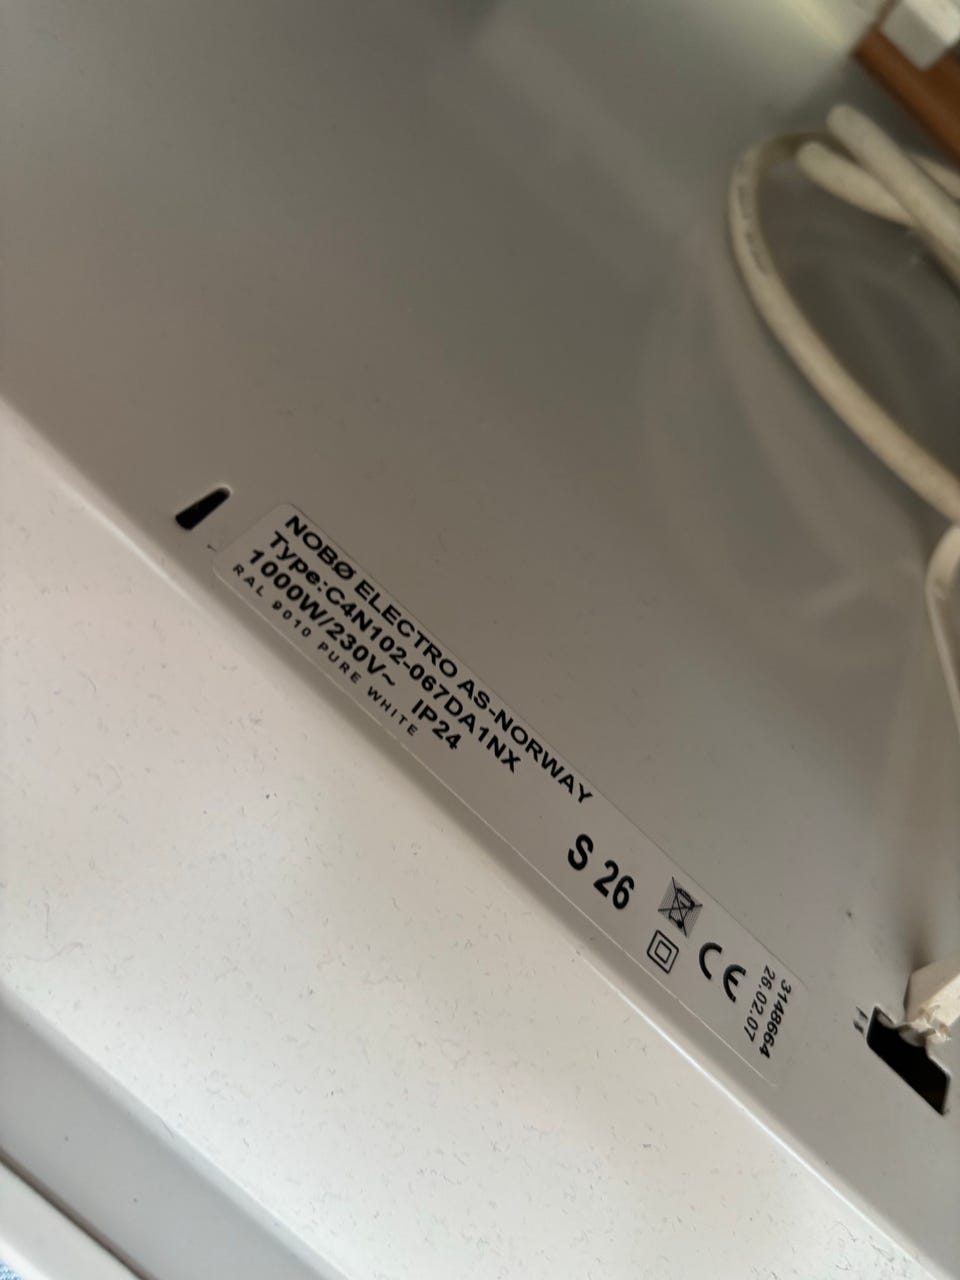 NOBØ ELECTRO AS-NORWAY
Type:C4N102-067DA1NX
1000W/230V~ IP24
RAL 9010 PURE WHITE
S 26
CE
3148664
26.02.07